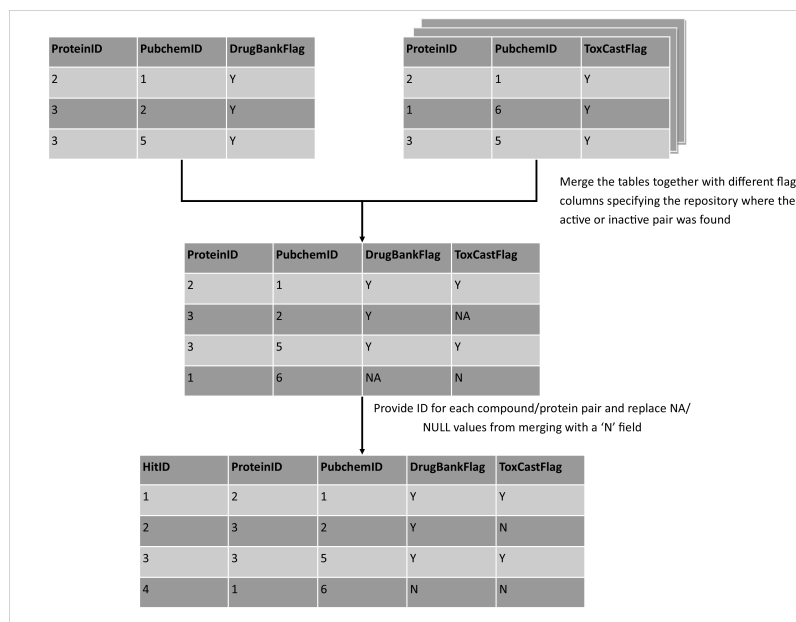 ProteinID PubchemID DrugBankFlag
2 1 Y
3 2 Y
3 5 Y
ProteinID PubchemID ToxCastFlag
2 1 Y
1 6 Y
3 5 Y
Merge the tables together with different flag
columns specifying the repository where the
active or inactive pair was found
ProteinID PubchemID DrugBankFlag ToxCastFlag
2 1 Y Y
3 2 Y NA
3 5 Y Y
1 6 NA N
Provide ID for each compound/protein pair and replace NA/
NULL values from merging with a ‘N’ field
HitID ProteinID PubchemID DrugBankFlag ToxCastFlag
1 2 1 Y Y
2 3 2 Y N
3 3 5 Y Y
4 1 6 N N